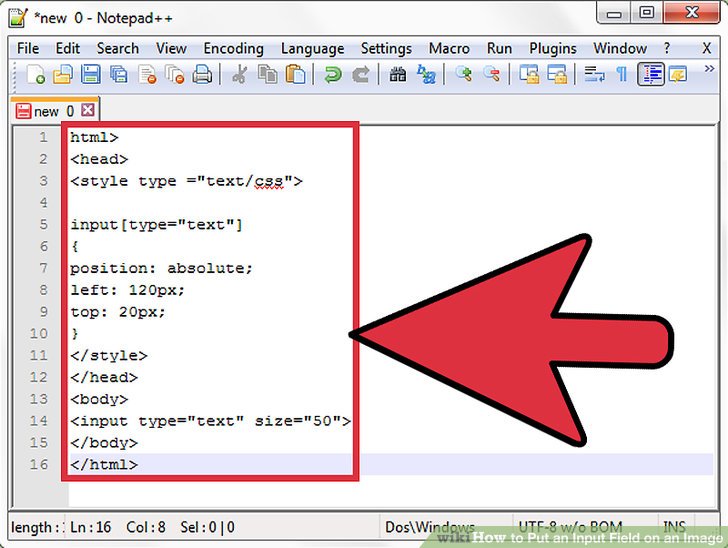 *new  0 - Notepad++
File Edit Search View Encoding Language Settings Macro Run Plugins Window ? X
new  0
1 html>
2 <head>
3 <style type ="text/css">
4
5 input[type="text"]
6 {
7 position: absolute;
8 left: 120px;
9 top: 20px;
10 }
11 </style>
12 </head>
13 <body>
14 <input type="text" size="50">
15 </body>
16 </html>
length : Ln : 16 Col : 8 Sel : 0 | 0 Dos\Windows UTF-8 w/o BOM INS
wikiHow to Put an Input Field on an Image